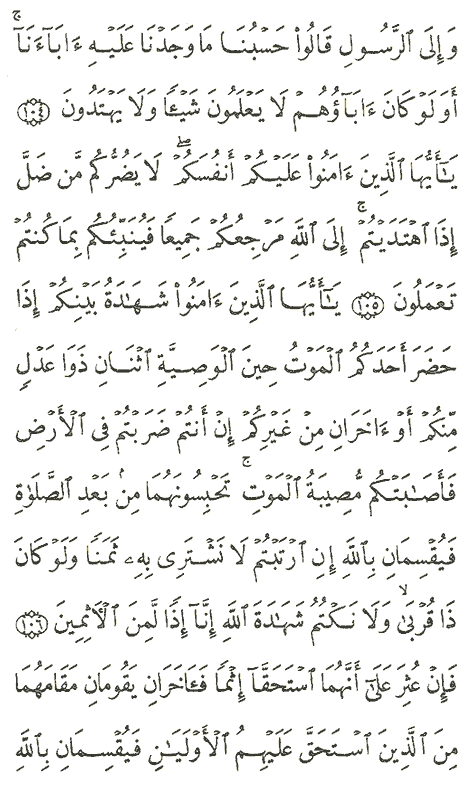 وَإِلَى ٱلرَّسُولِ قَالُوا۟ حَسۡبُنَا مَا وَجَدۡنَا عَلَيۡهِ ءَابَآءَنَآۚ
أَوَلَوۡ كَانَ ءَابَآؤُهُمۡ لَا يَعۡلَمُونَ شَيۡـًٔا وَلَا يَهۡتَدُونَ ١٠٤
يَـٰٓأَيُّهَا ٱلَّذِينَ ءَامَنُوا۟ عَلَيۡكُمۡ أَنفُسَكُمۡۖ لَا يَضُرُّكُم مَّن ضَلَّ
إِذَا ٱهۡتَدَيۡتُمۡۚ إِلَى ٱللَّهِ مَرۡجِعُكُمۡ جَمِيعًا فَيُنَبِّئُكُم بِمَا كُنتُمۡ
تَعۡمَلُونَ ١٠٥ يَـٰٓأَيُّهَا ٱلَّذِينَ ءَامَنُوا۟ شَهَـٰدَةُ بَيۡنِكُمۡ إِذَا
حَضَرَ أَحَدَكُمُ ٱلۡمَوۡتُ حِينَ ٱلۡوَصِيَّةِ ٱثۡنَانِ ذَوَا عَدۡلٍ
مِّنكُمۡ أَوۡ ءَاخَرَانِ مِنۡ غَيۡرِكُمۡ إِنۡ أَنتُمۡ ضَرَبۡتُمۡ فِى ٱلۡأَرۡضِ
فَأَصَـٰبَتۡكُم مُّصِيبَةُ ٱلۡمَوۡتِۚ تَحۡبِسُونَهُمَا مِنۢ بَعۡدِ ٱلصَّلَوٰةِ
فَيُقۡسِمَانِ بِٱللَّهِ إِنِ ٱرۡتَبۡتُمۡ لَا نَشۡتَرِى بِهِۦ ثَمَنًا وَلَوۡ كَانَ
ذَا قُرۡبَىٰۙ وَلَا نَكۡتُمُ شَهَـٰدَةَ ٱللَّهِ إِنَّآ إِذًا لَّمِنَ ٱلۡـَٔاثِمِينَ ١٠٦
فَإِنۡ عُثِرَ عَلَىٰٓ أَنَّهُمَا ٱسۡتَحَقَّآ إِثۡمًا فَـَٔاخَرَانِ يَقُومَانِ مَقَامَهُمَا
مِنَ ٱلَّذِينَ ٱسۡتَحَقَّ عَلَيۡهِمُ ٱلۡأَوۡلَيَـٰنِ فَيُقۡسِمَانِ بِٱللَّهِ